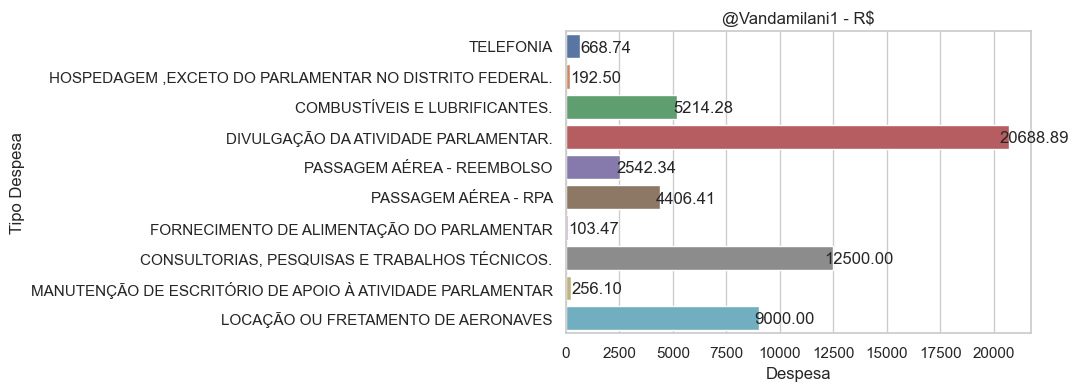 @Vandamilani1 - R$
TELEFONIA 668.74
HOSPEDAGEM ,EXCETO DO PARLAMENTAR NO DISTRITO FEDERAL. 192.50
COMBUSTÍVEIS E LUBRIFICANTES. 5214.28
DIVULGAÇÃO DA ATIVIDADE PARLAMENTAR. 20688.89
PASSAGEM AÉREA - REEMBOLSO 2542.34
PASSAGEM AÉREA - RPA 4406.41
FORNECIMENTO DE ALIMENTAÇÃO DO PARLAMENTAR 103.47
CONSULTORIAS, PESQUISAS E TRABALHOS TÉCNICOS. 12500.00
MANUTENÇÃO DE ESCRITÓRIO DE APOIO À ATIVIDADE PARLAMENTAR 256.10
LOCAÇÃO OU FRETAMENTO DE AERONAVES 9000.00
Tipo Despesa
0 2500 5000 7500 10000 12500 15000 17500 20000
Despesa